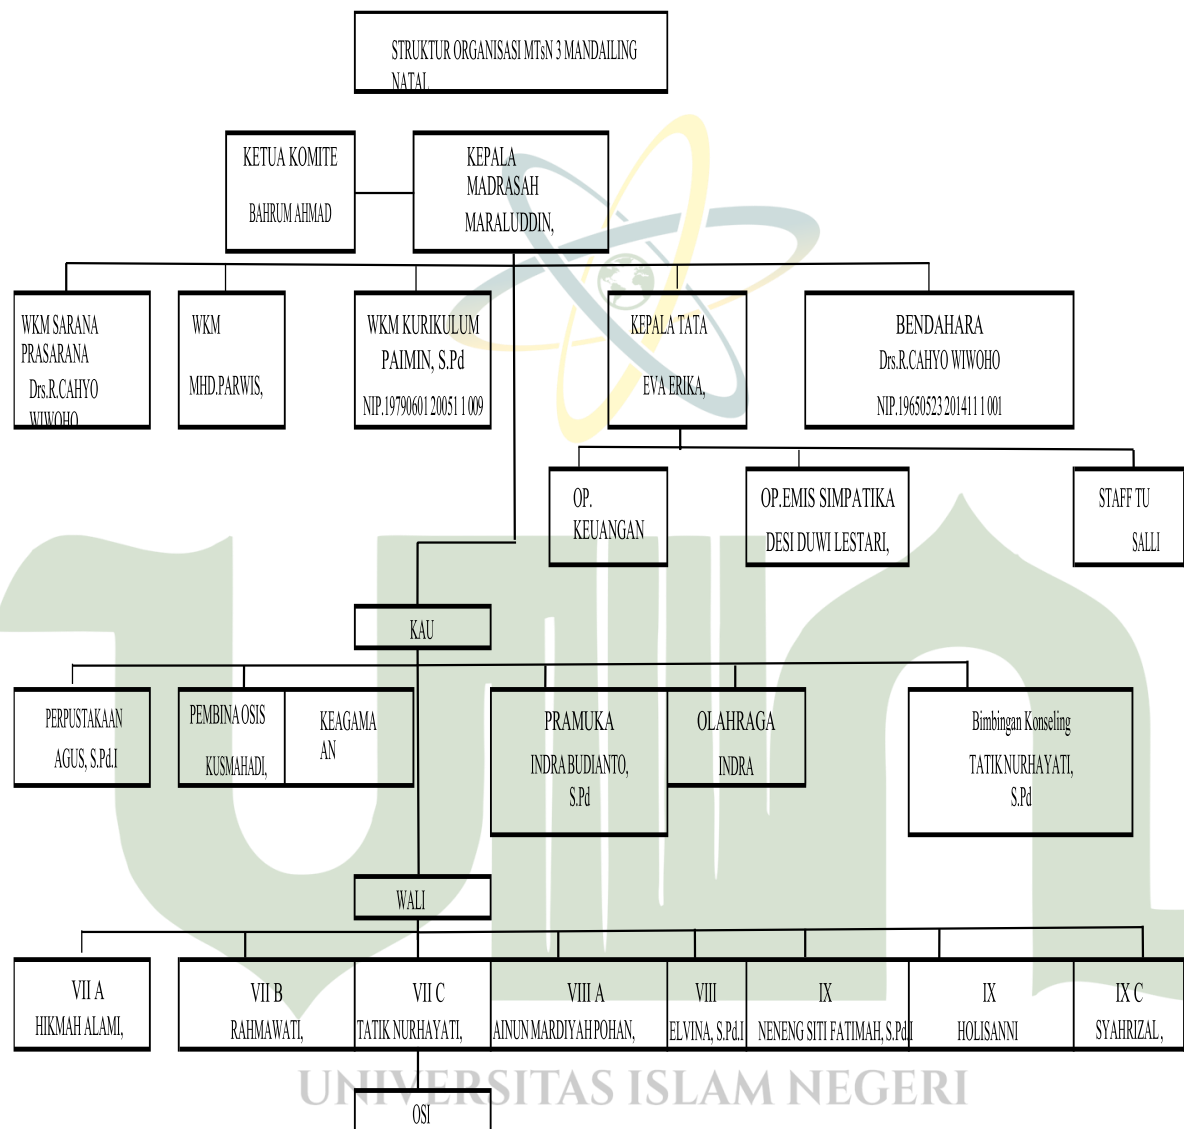 STRUKTUR ORGANISASI MTsN 3 MANDAILING
NATAL
KETUA KOMITE
BAHRUM AHMAD
KEPALA
MADRASAH
MARALUDDIN,
WKM SARANA
PRASARANA
Drs.R.CAHYO
WIWOHO
WKM
MHD.PARWIS,
WKM KURIKULUM
PAIMIN, S.Pd
NIP.19790601 20051 1 009
KEPALA TATA
EVA ERIKA,
BENDAHARA
Drs.R.CAHYO WIWOHO
NIP.19650523 201411 1 001
OP.
KEUANGAN
OP.EMIS SIMPATIKA
DESI DUWI LESTARI,
STAFF TU
SALLI
KAU
PERPUSTAKAAN
AGUS, S.Pd.I
PEMBINA OSIS
KUSMAHADI,
KEAGAMA
AN
PRAMUKA
INDRA BUDIANTO,
S.Pd
OLAHRAGA
INDRA
Bimbingan Konseling
TATIK NURHAYATI,
S.Pd
WALI
VII A
HIKMAH ALAMI,
VII B
RAHMAWATI,
VII C
TATIK NURHAYATI,
VIII A
AINUN MARDIYAH POHAN,
VIII
ELVINA, S.Pd.I
IX
NENENG SITI FATIMAH, S.Pd.I
IX
HOLISANNI
IX C
SYAHRIZAL ,
OSI
UNIVERSITAS ISLAM NEGERI